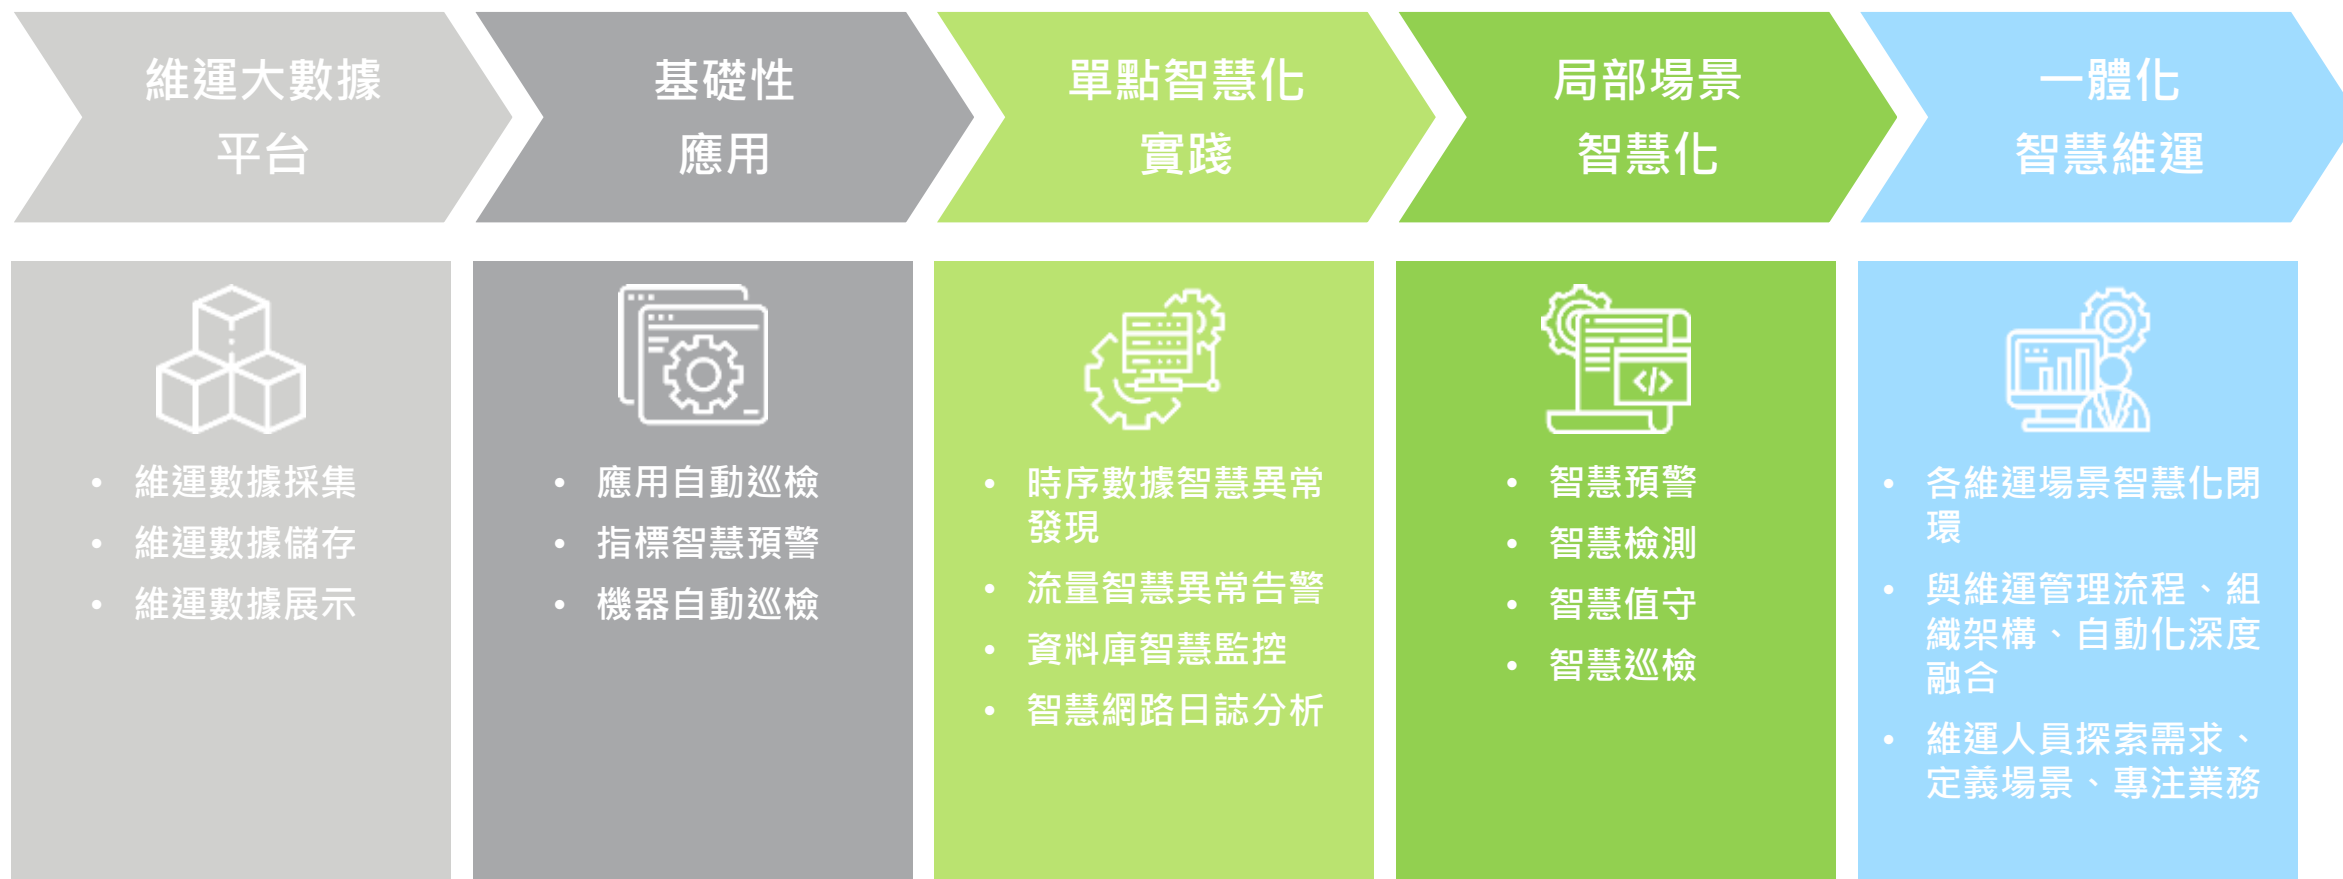 維運大數據
平台
基礎性
應用
單點智慧化
實踐
局部場景
智慧化
一體化
智慧維運
• 維運數據採集
• 維運數據儲存
• 維運數據展示
• 應用自動巡檢
• 指標智慧預警
• 機器自動巡檢
• 時序數據智慧異常
發現
• 流量智慧異常告警
• 資料庫智慧監控
• 智慧網路日誌分析
• 智慧預警
• 智慧檢測
• 智慧值守
• 智慧巡檢
• 各維運場景智慧化閉
環
• 與維運管理流程、組
織架構、自動化深度
融合
• 維運人員探索需求、
定義場景、專注業務